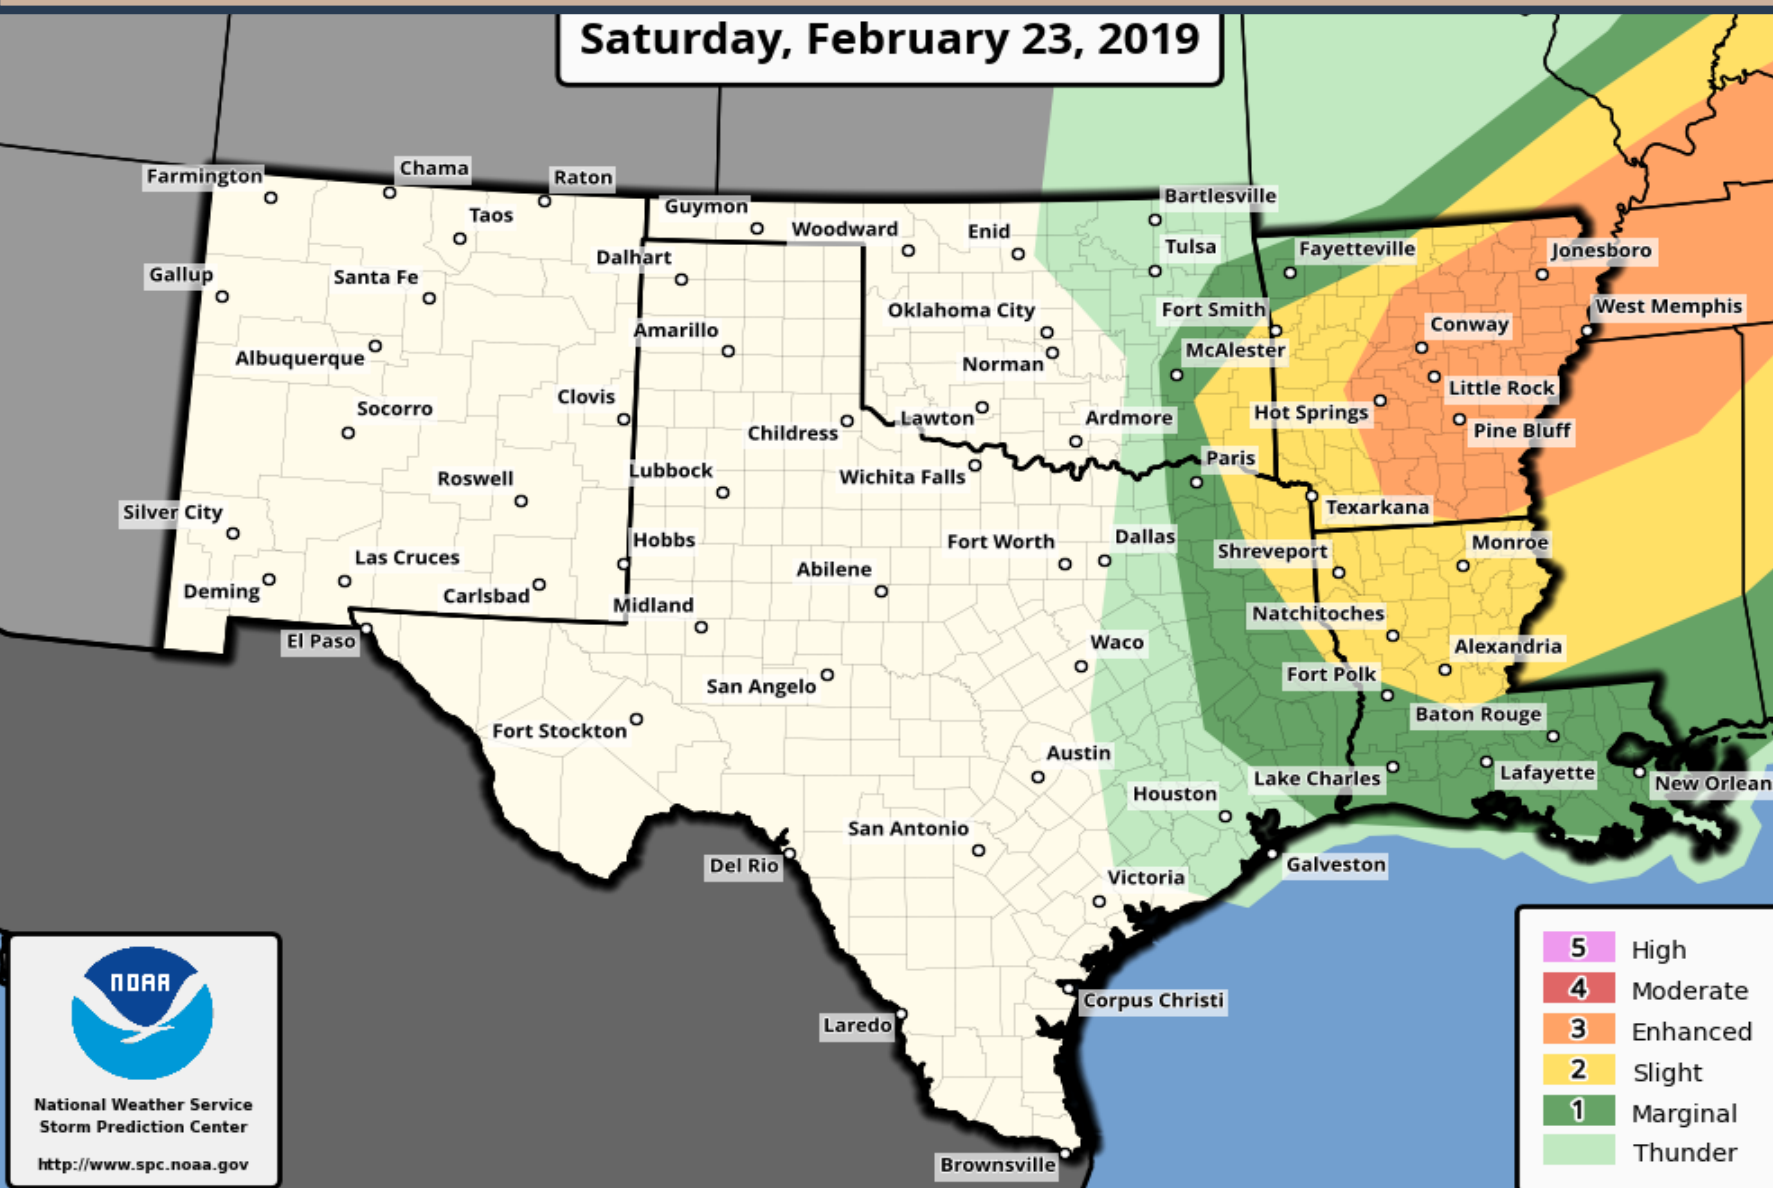 Saturday, February 23, 2019
Farmington
Chama
Raton
Taos
Guymon
Woodward
Enid
Bartlesville
Tulsa
Fayetteville
Jonesboro
Gallup
Santa Fe
Dalhart
Oklahoma City
Fort Smith
West Memphis
Albuquerque
Amarillo
Norman
McAlester
Conway
Socorro
Clovis
Childress
Lawton
Ardmore
Hot Springs
Little Rock
Pine Bluff
Roswell
Lubbock
Wichita Falls
Paris
Silver City
Texarkana
Las Cruces
Hobbs
Fort Worth
Dallas
Shreveport
Monroe
Deming
Carlsbad
Midland
Abilene
Natchitoches
El Paso
Waco
Alexandria
San Angelo
Fort Polk
Fort Stockton
Baton Rouge
Austin
Lake Charles
Lafayette
New Orlean
Houston
San Antonio
Del Rio
Galveston
Victoria
Corpus Christi
Laredo
Brownsville
NOAA
National Weather Service
Storm Prediction Center
http://www.spc.noaa.gov
5 High
4 Moderate
3 Enhanced
2 Slight
1 Marginal
Thunder